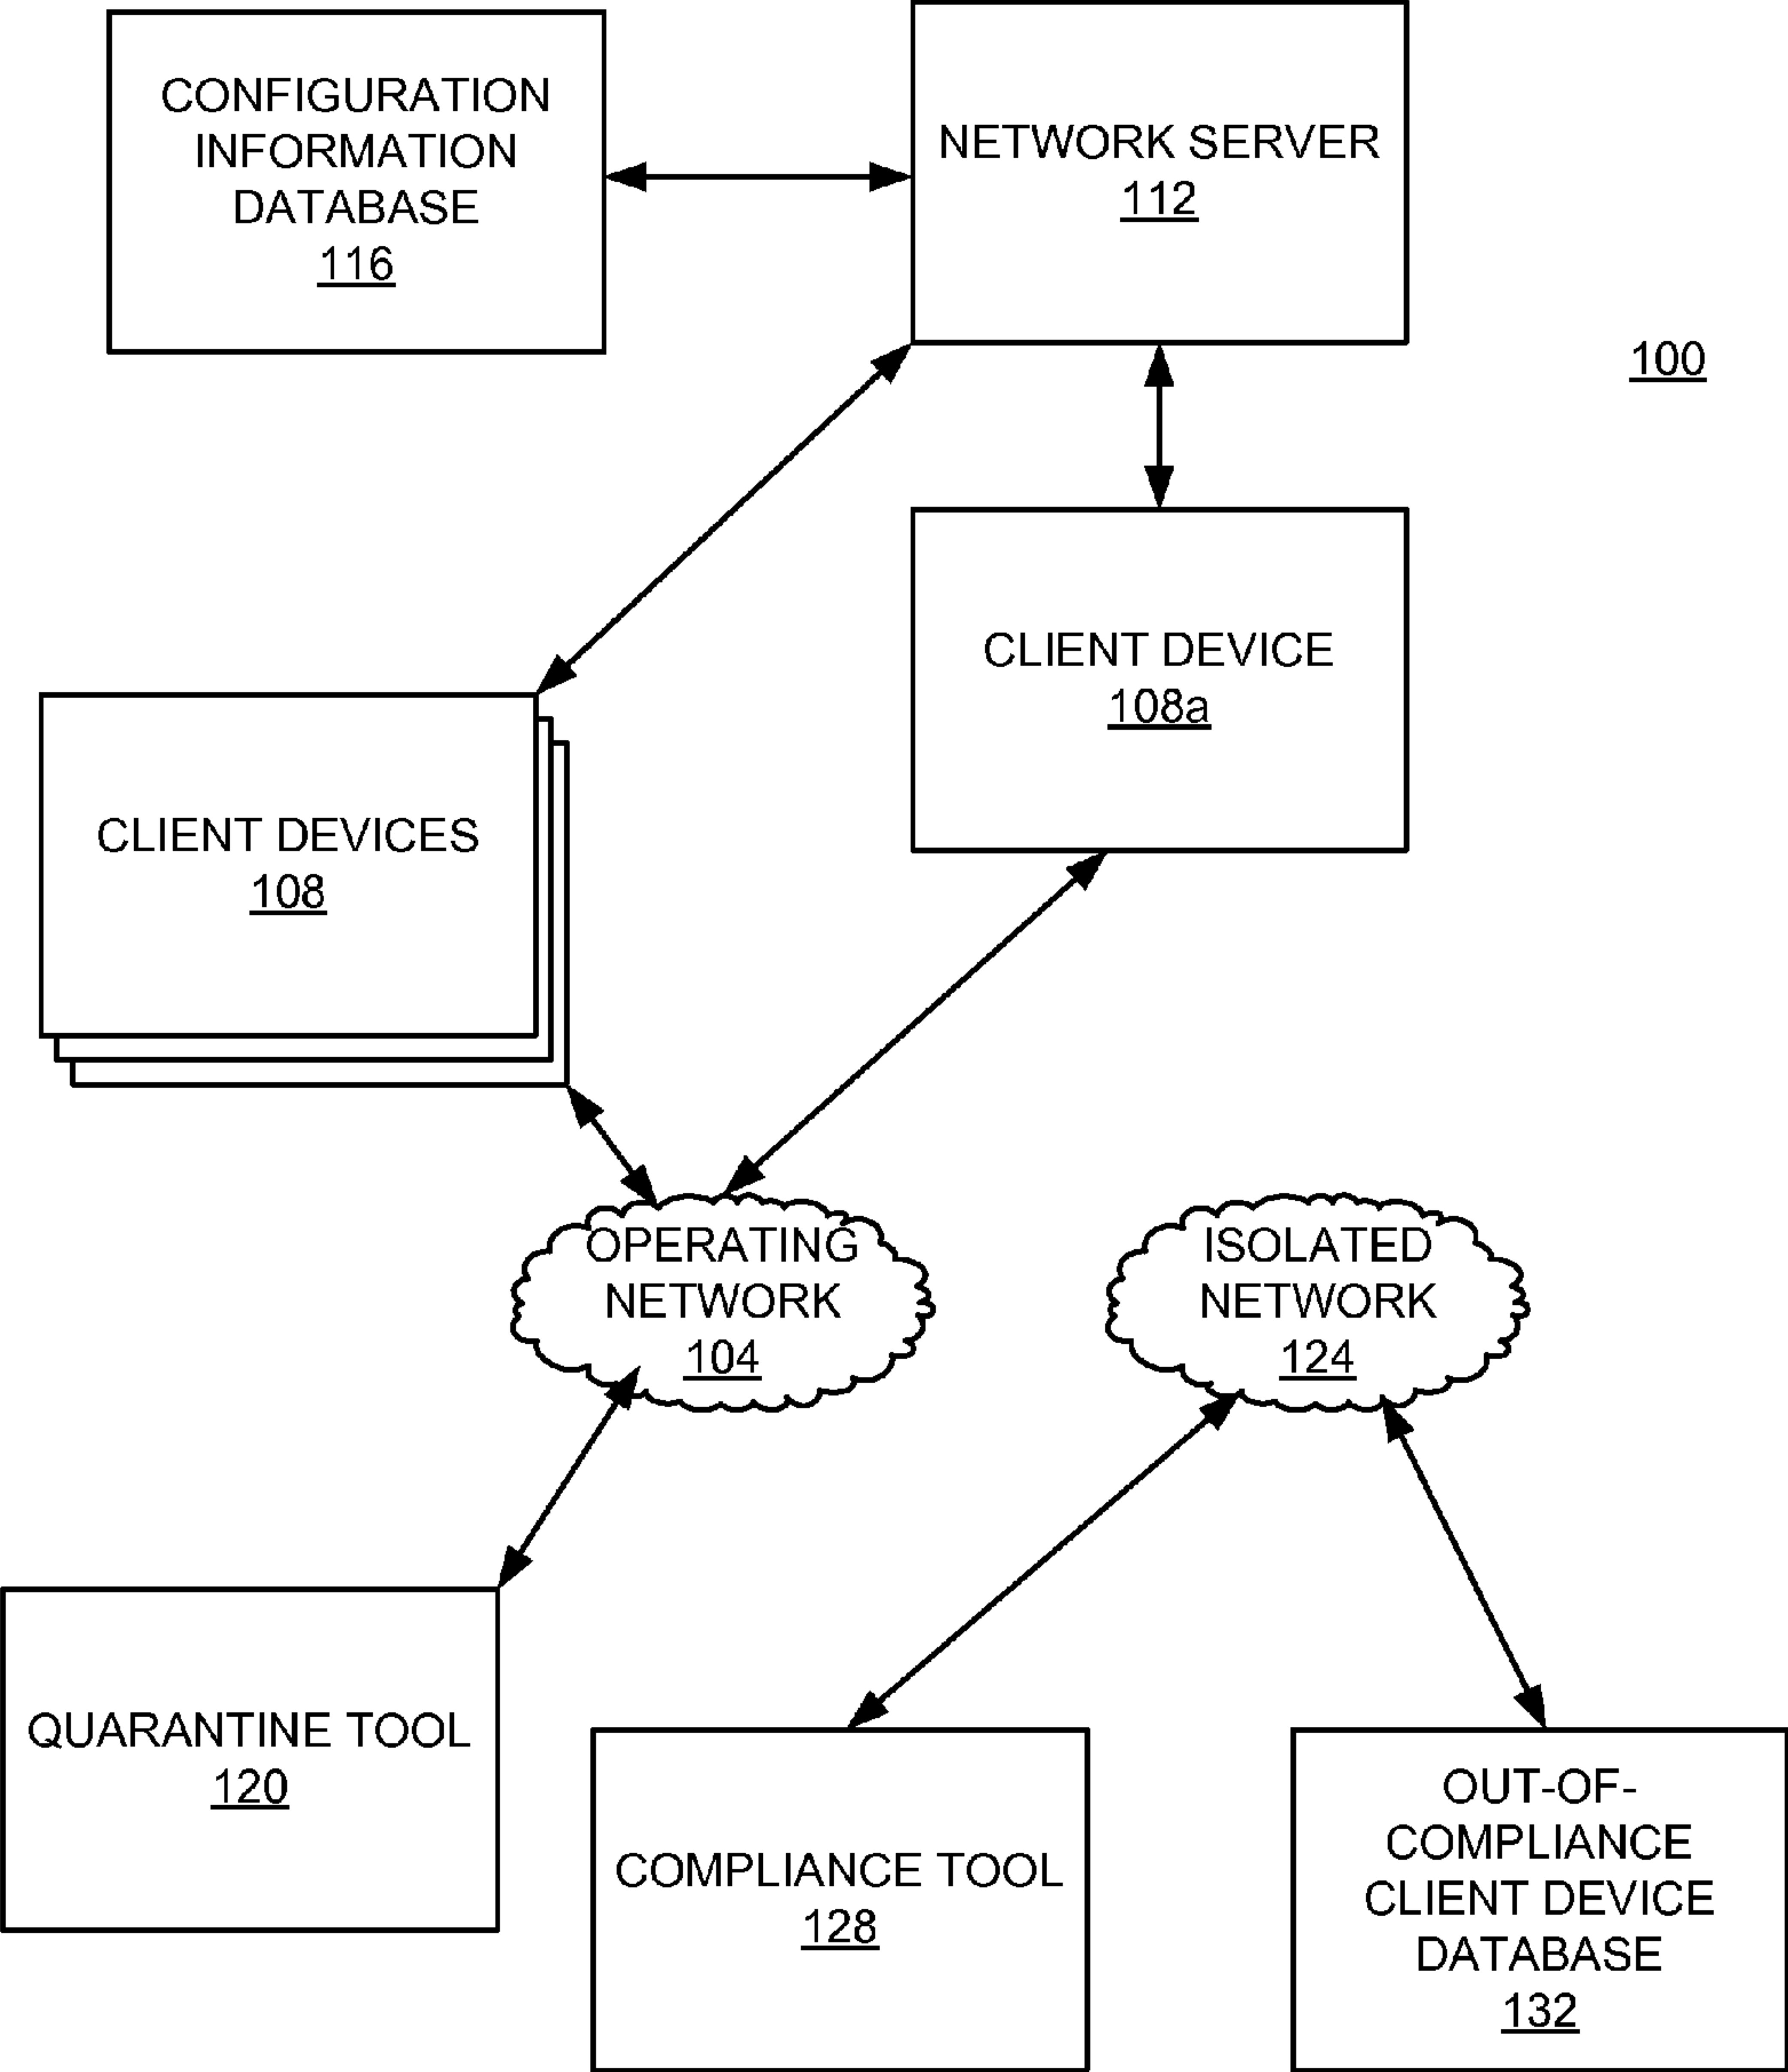 CONFIGURATION
INFORMATION
DATABASE
116
NETWORK SERVER
112
100
CLIENT DEVICE
108a
CLIENT DEVICES
108
OPERATING
NETWORK
104
ISOLATED
NETWORK
124
QUARANTINE TOOL
120
COMPLIANCE TOOL
128
OUT-OF-
COMPLIANCE
CLIENT DEVICE
DATABASE
132